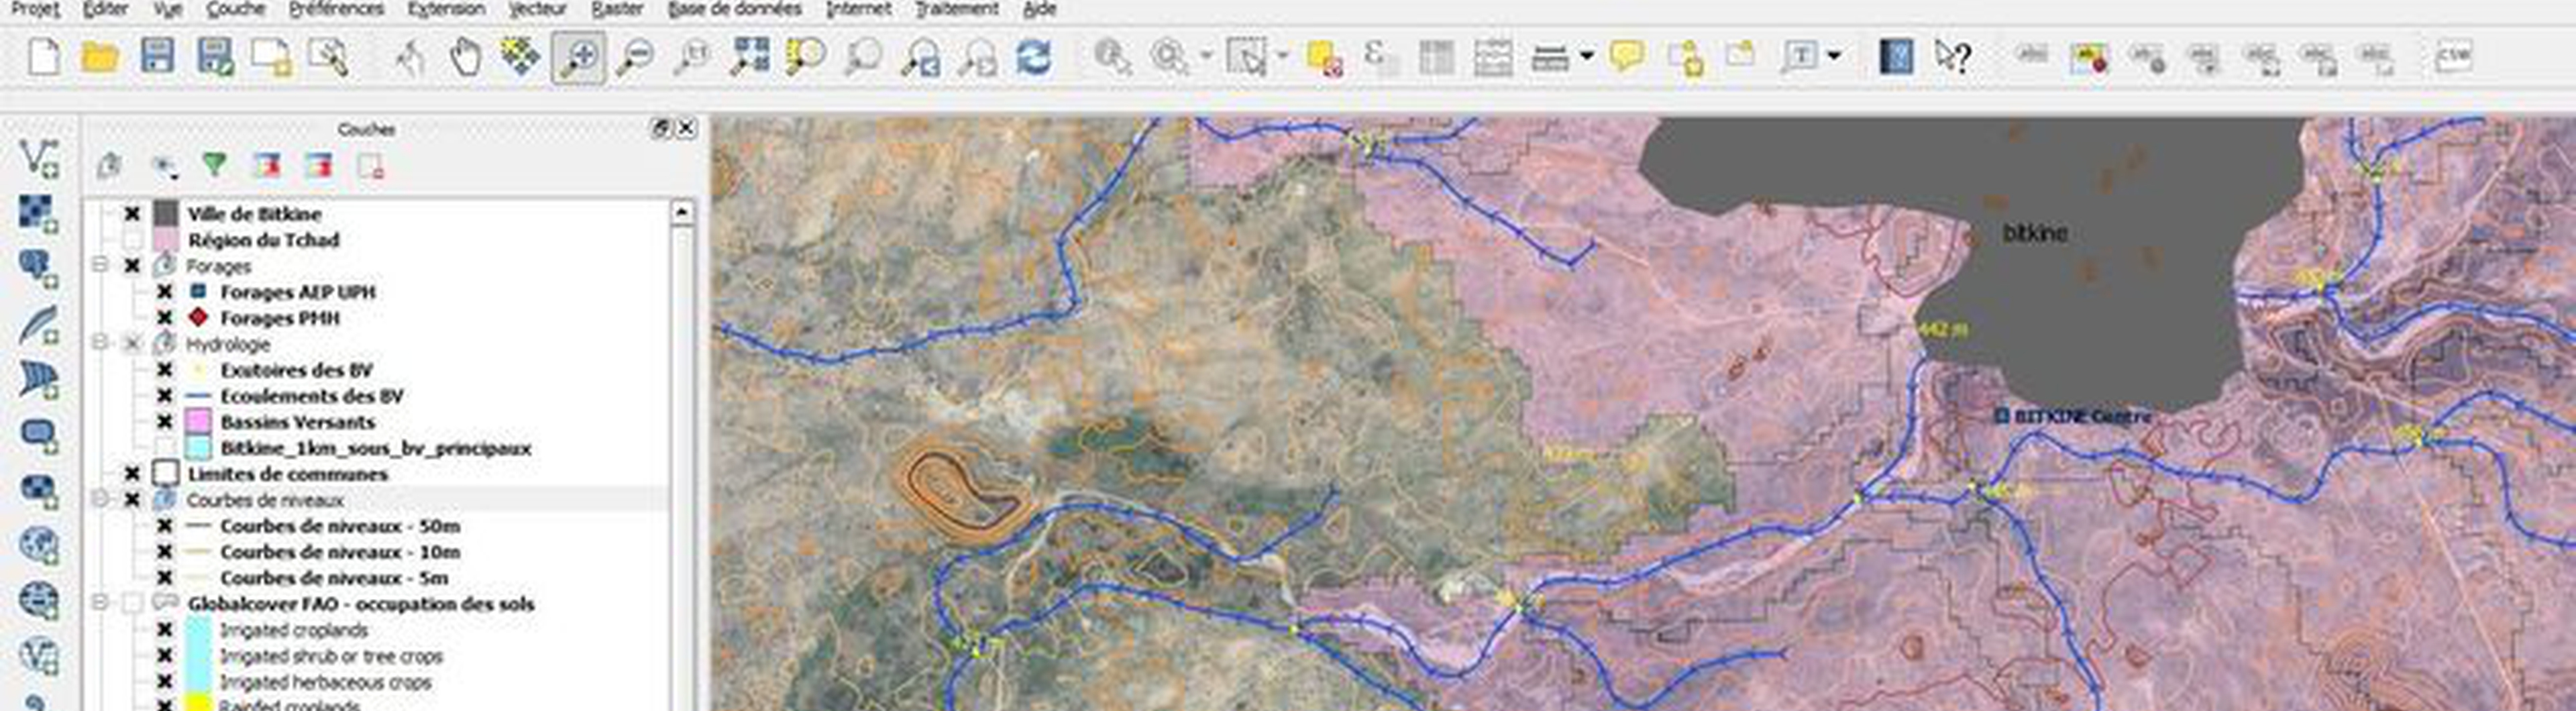 Projet Éditer Vue Couche Préférences Extension Vecteur Raster Base de données Internet Traitement Aide
CSW
Couches
Ville de Bitkine
Région du Tchad
Forages
Forages AEP UPH
Forages PMH
Hydrologie
Exutoires des BV
Ecoulements des BV
Bassins Versants
Bitkine_1km_sous_bv_principaux
Limites de communes
Courbes de niveaux
Courbes de niveaux - 50m
Courbes de niveaux - 10m
Courbes de niveaux - 5m
Globalcover FAO - occupation des sols
Irrigated croplands
Irrigated shrub or tree crops
Irrigated herbaceous crops
Rainfed croplands
bitkine
442 m
BITKINE Centre